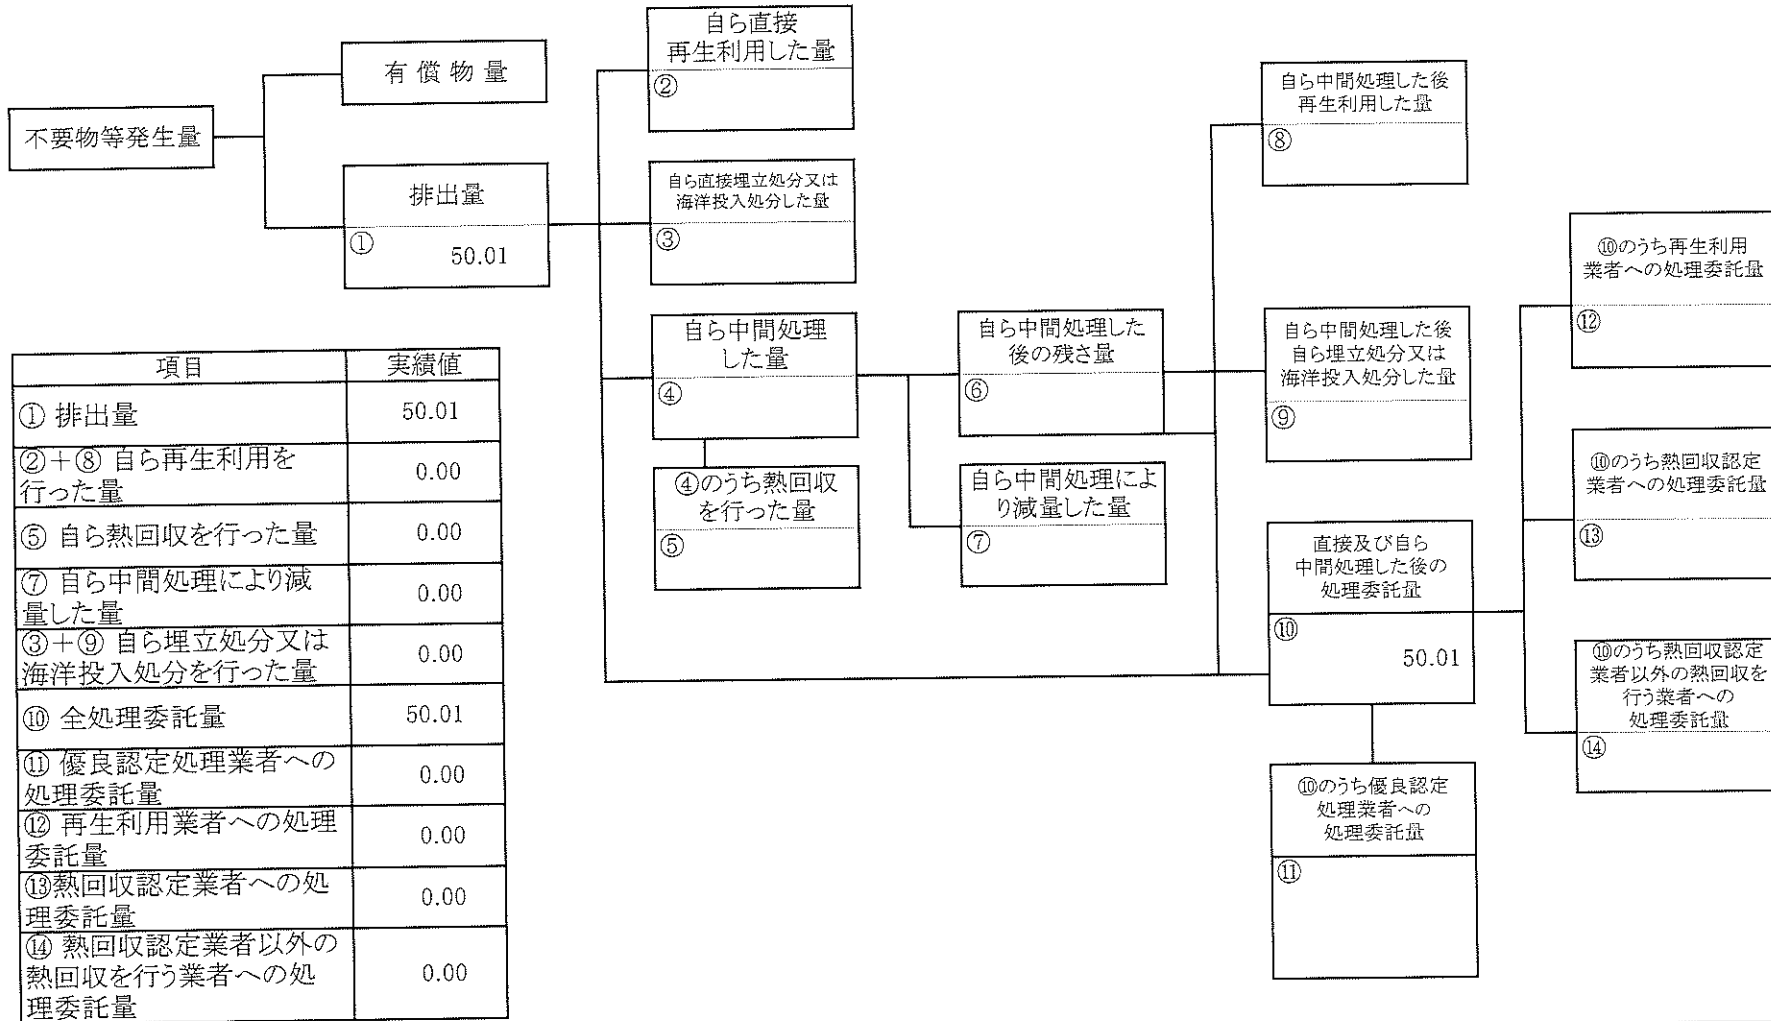 不要物等発生量
有償物量
排出量
①
50.01
自ら直接
再生利用した量
②
自ら直接埋立処分又は
海洋投入処分した量
③
自ら中間処理
した量
④
④のうち熱回収
を行った量
⑤
自ら中間処理した
後の残さ量
⑥
自ら中間処理によ
り減量した量
⑦
自ら中間処理した後
再生利用した量
⑧
自ら中間処理した後
自ら埋立処分又は
海洋投入処分した量
⑨
直接及び自ら
中間処理した後の
処理委託量
⑩
50.01
⑩のうち優良認定
処理業者への
処理委託量
⑪
⑩のうち再生利用
業者への処理委託量
⑫
⑩のうち熱回収認定
業者への処理委託量
⑬
⑩のうち熱回収認定
業者以外の熱回収を
行う業者への
処理委託量
⑭
項目 実績値
① 排出量 50.01
②+⑧ 自ら再生利用を
行った量 0.00
⑤ 自ら熱回収を行った量 0.00
⑦ 自ら中間処理により減
量した量 0.00
③+⑨ 自ら埋立処分又は
海洋投入処分を行った量 0.00
⑩ 全処理委託量 50.01
⑪ 優良認定処理業者への
処理委託量 0.00
⑫ 再生利用業者への処理
委託量 0.00
⑬熱回収認定業者への処
理委託量 0.00
⑭ 熱回収認定業者以外の
熱回収を行う業者への処
理委託量 0.00